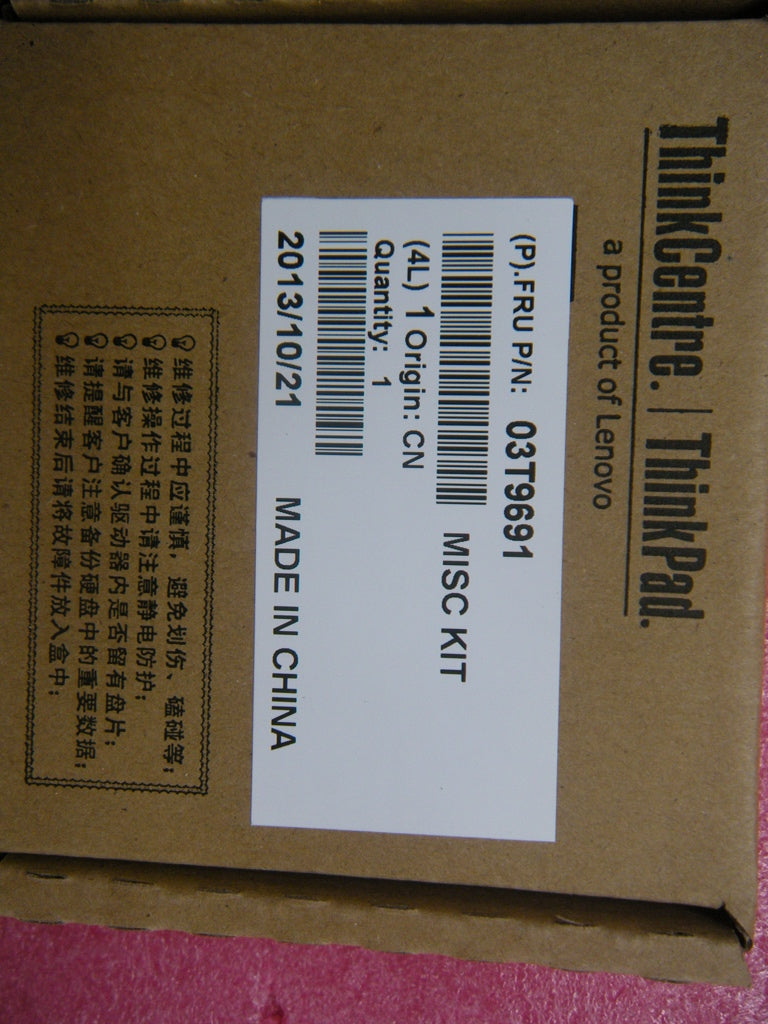 ThinkCentre. | ThinkPad.
a product of Lenovo
(P).FRU P/N: 03T9691
MISC KIT
(4L) 1 Origin: CN
Quantity: 1
2013/10/21 MADE IN CHINA
维修过程中应谨慎，避免划伤、磕碰等；
维修操作过程中请注意静电防护；
请与客户确认驱动器内是否留有盘片；
请提醒客户注意备份硬盘中的重要数据；
维修结束后请将故障件放入盒中；